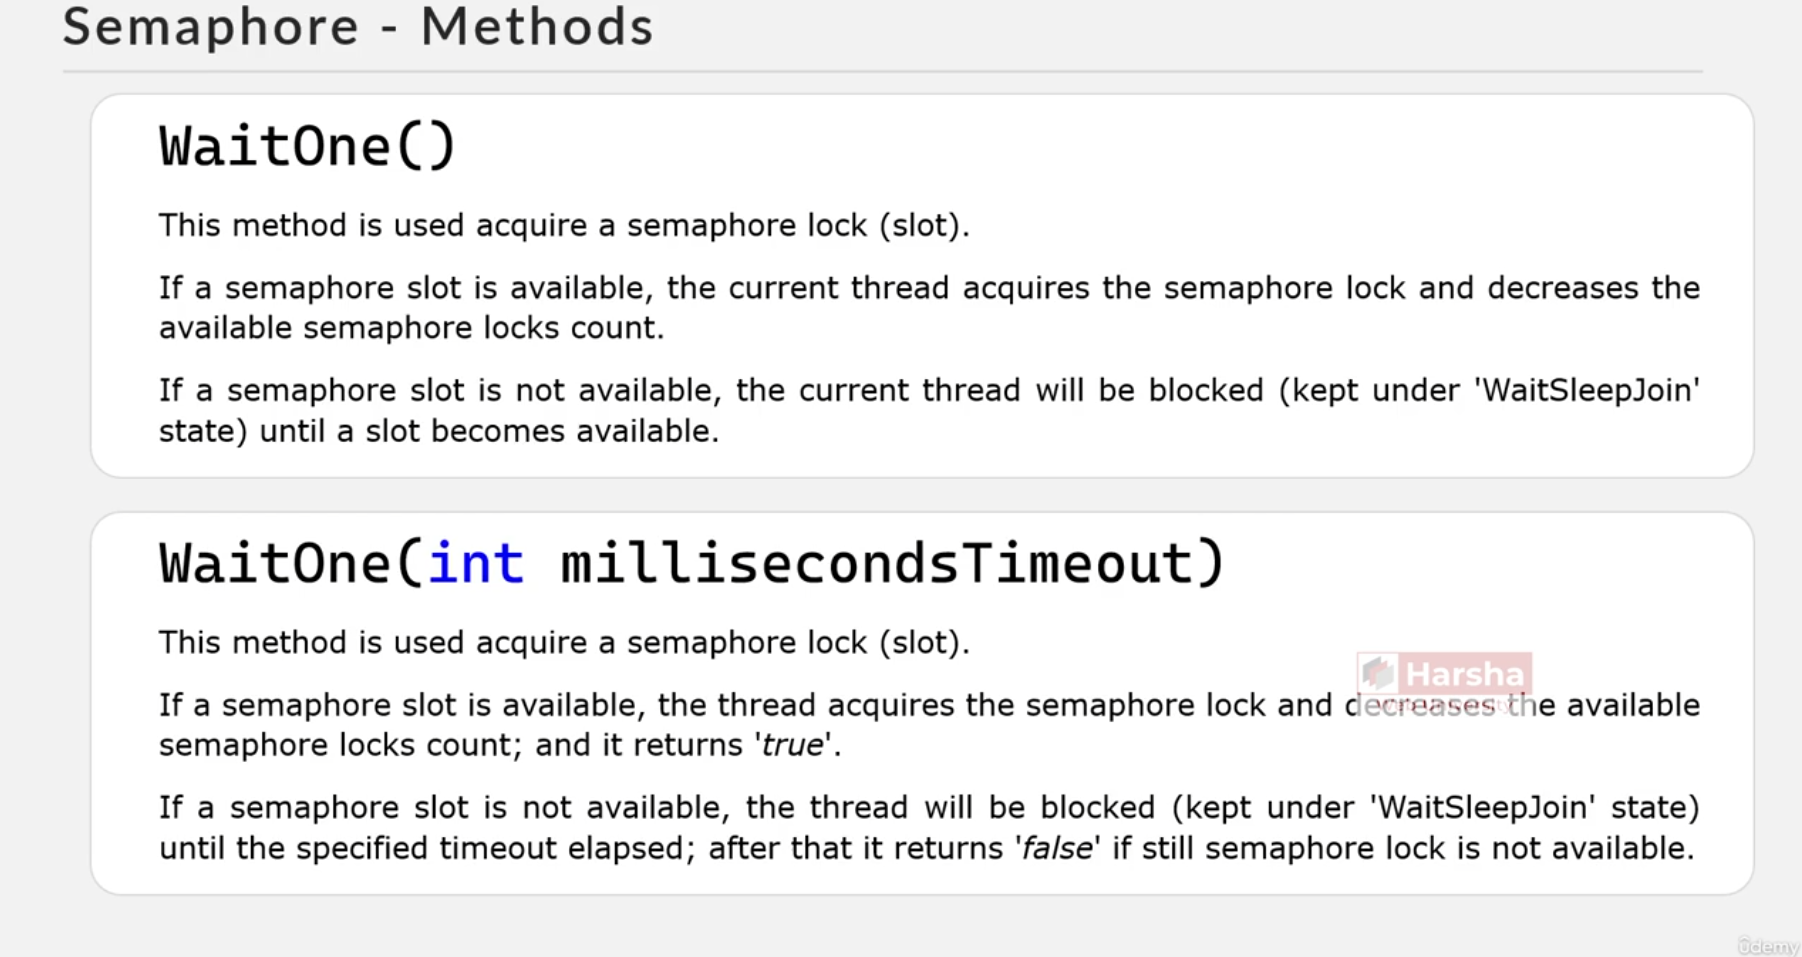 Semaphore - Methods
WaitOne()
This method is used acquire a semaphore lock (slot).
If a semaphore slot is available, the current thread acquires the semaphore lock and decreases the
available semaphore locks count.
If a semaphore slot is not available, the current thread will be blocked (kept under 'WaitSleepJoin'
state) until a slot becomes available.
WaitOne(int millisecondsTimeout)
This method is used acquire a semaphore lock (slot).
Harsha
Web University
If a semaphore slot is available, the thread acquires the semaphore lock and decreases the available
semaphore locks count; and it returns 'true'.
If a semaphore slot is not available, the thread will be blocked (kept under 'WaitSleepJoin' state)
until the specified timeout elapsed; after that it returns 'false' if still semaphore lock is not available.
ûdemy